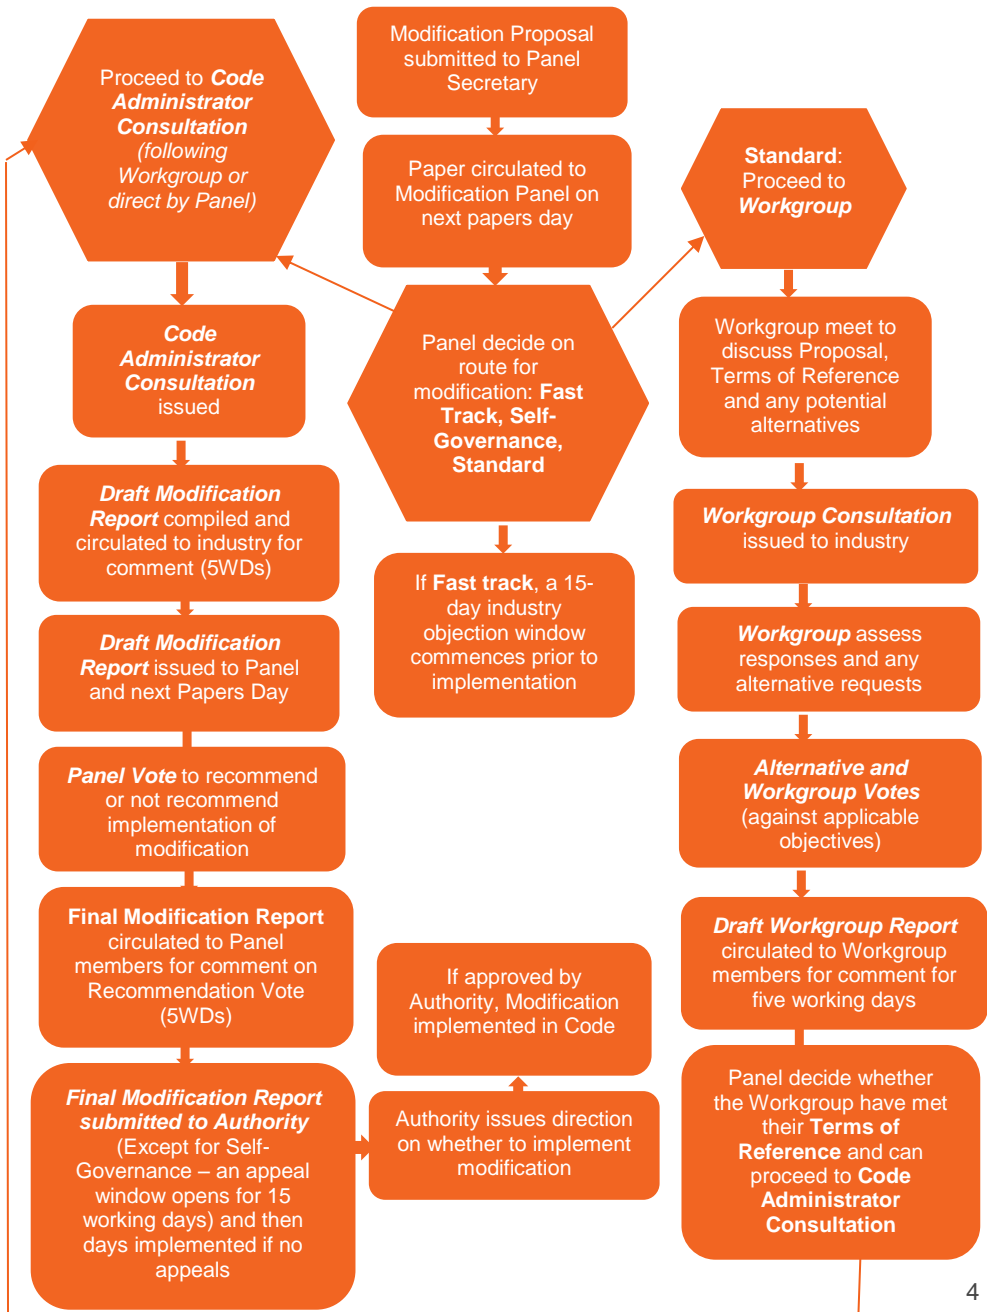 Proceed to Code
Administrator
Consultation
(following
Workgroup or
direct by Panel)
Modification Proposal
submitted to Panel
Secretary
Paper circulated to
Modification Panel on
next papers day
Standard:
Proceed to
Workgroup
Panel decide on
route for
modification: Fast
Track, Self-
Governance,
Standard
If Fast track, a 15-
day industry
objection window
commences prior to
implementation
Code
Administrator
Consultation
issued
Draft Modification
Report compiled and
circulated to industry for
comment (5WDs)
Draft Modification
Report issued to Panel
and next Papers Day
Panel Vote to recommend
or not recommend
implementation of
modification
Final Modification Report
circulated to Panel
members for comment on
Recommendation Vote
(5WDs)
Final Modification Report
submitted to Authority
(Except for Self-
Governance – an
appeal
window opens for 15
working days) and then
days implemented if no
appeals
If approved by
Authority, Modification
implemented in Code
Authority issues direction
on whether to implement
modification
Workgroup meet to
discuss Proposal,
Terms of Reference
and any potential
alternatives
Workgroup Consultation
issued to industry
Workgroup assess
responses and any
alternative requests
Alternative and
Workgroup Votes
(against applicable
objectives)
Draft Workgroup Report
circulated to Workgroup
members for comment for
five working days
Panel decide whether
the Workgroup have met
their Terms of
Reference and can
proceed to Code
Administrator
Consultation
4